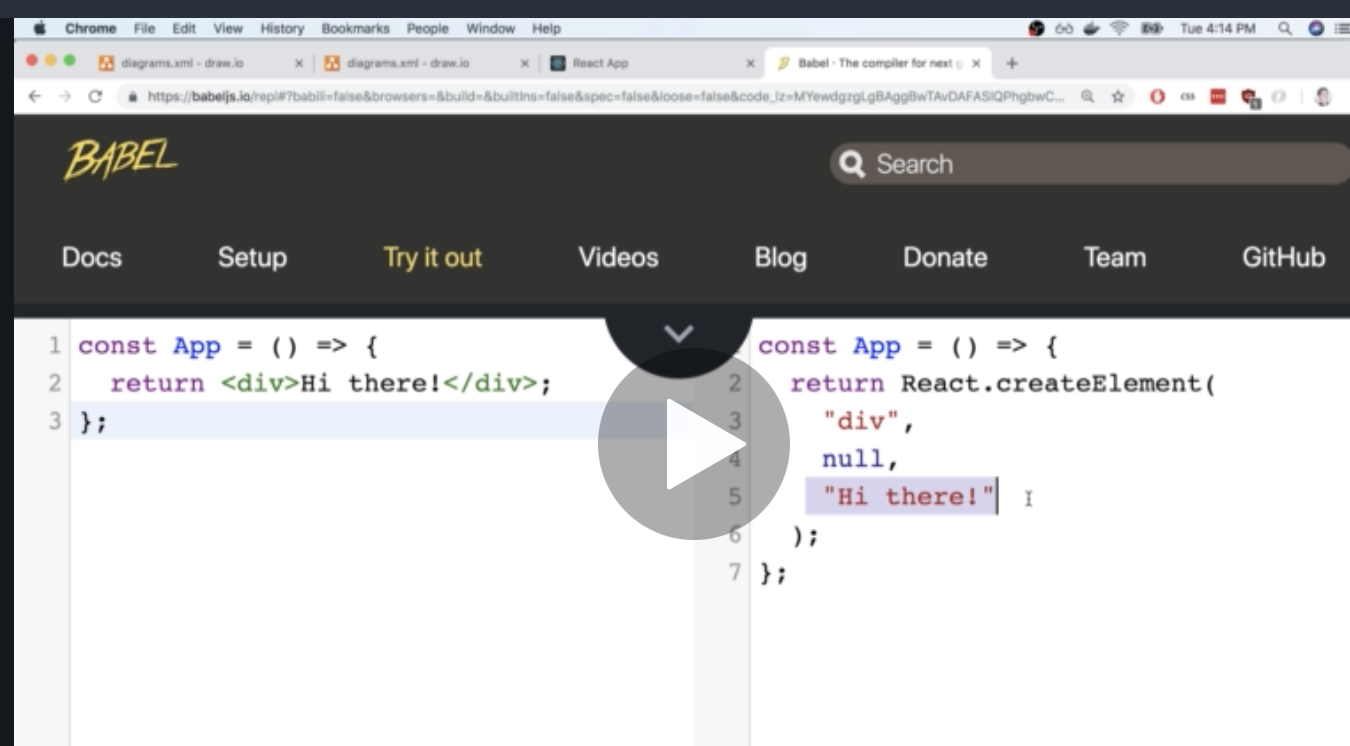 Chrome File Edit View History Bookmarks People Window Help Tue 4:14 PM
diagrams.xml - draw.io × diagrams.xml - draw.io × React App × Babel · The compiler for next g × +
https://babeljs.io/repl#?babili=false&browsers=&build=&builtIns=false&spec=false&loose=false&code_lz=MYewdgzgLgBAggBwTAvDAFASlQPhgbwC...
BABEL
Search
Docs Setup Try it out Videos Blog Donate Team GitHub
1 const App = () => {
2 return <div>Hi there!</div>;
3 };
const App = () => {
2 return React.createElement(
3 "div",
4 null,
5 "Hi there!"
6 );
7 };